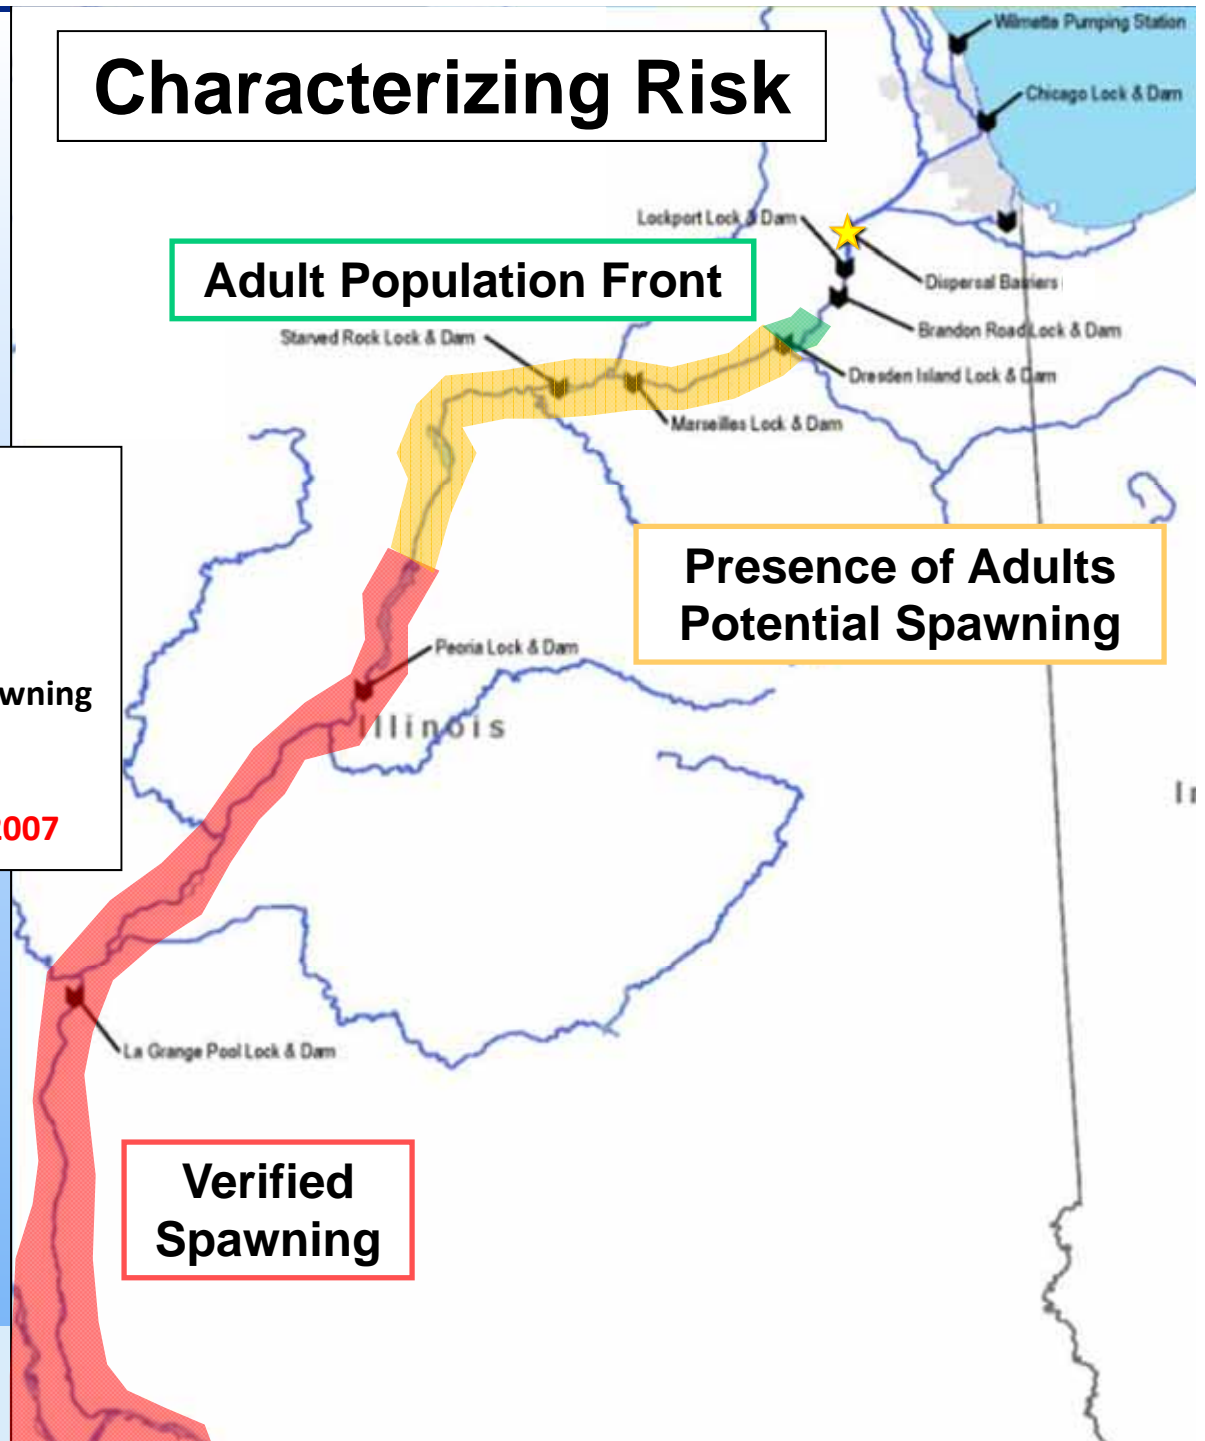 Characterizing Risk
Wilmette Pumping Station
Chicago Lock & Dam
Lockport Lock & Dam
Adult Population Front
Dispersal Barriers
Starved Rock Lock & Dam
Brandon Road Lock & Dam
Dresden Island Lock & Dam
Marseilles Lock & Dam
Presence of Adults
Potential Spawning
Peoria Lock & Dam
wning
Illinois
2007
La Grange Pool Lock & Dam
Verified
Spawning